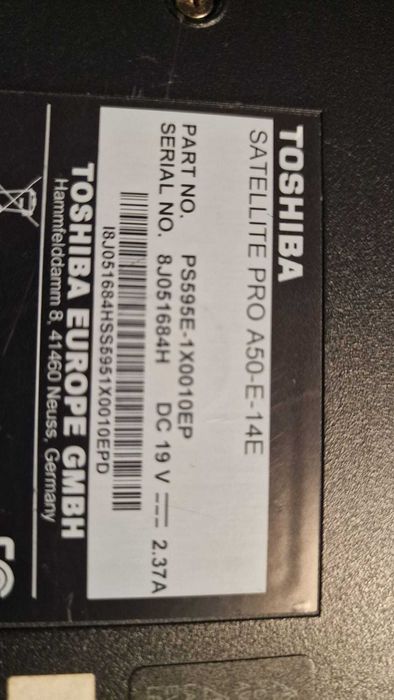 TOSHIBA
SATELLITE PRO A50-E-14E
PART NO. PS595E-1X0010EP
SERIAL NO. 8J051684H DC 19 V 2.37A
I8J051684HSS5951X0010EPD
TOSHIBA EUROPE GMBH
Hammfelddamm 8, 41460 Neuss, Germany